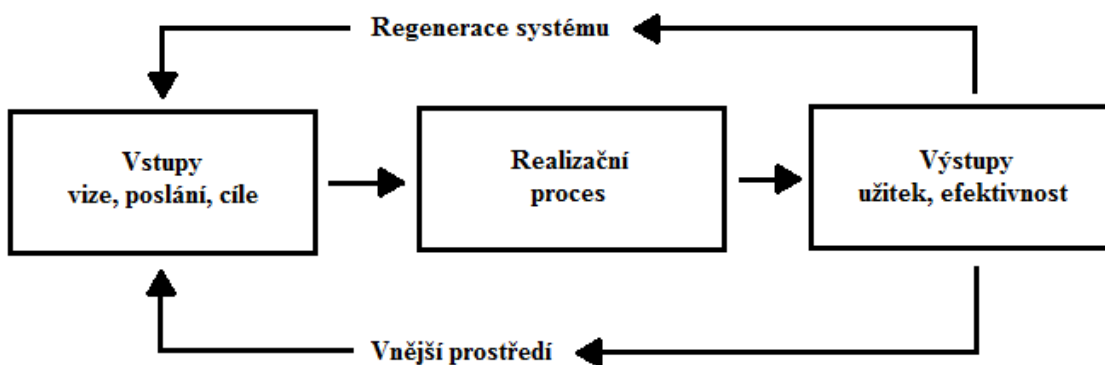 Regenerace systému
Vstupy
vize, poslání, cíle
Realizační
proces
Výstupy
užitek, efektivnost
Vnější prostředí